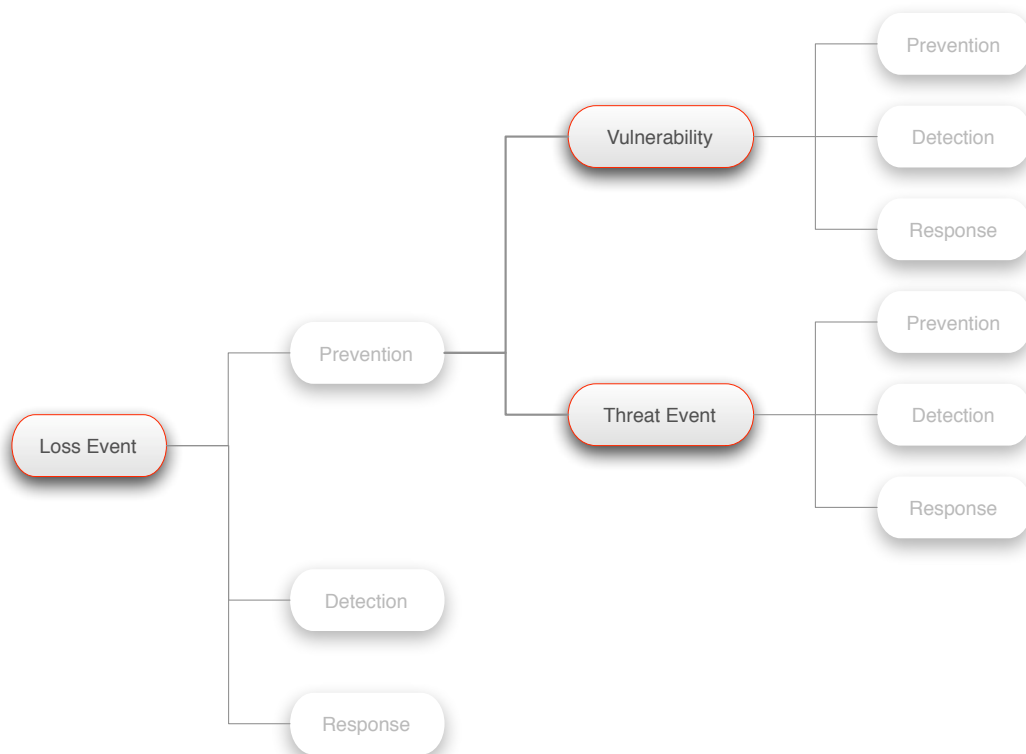 Prevention
Vulnerability
Detection
Response
Prevention
Prevention
Threat Event
Detection
Loss Event
Response
Detection
Response